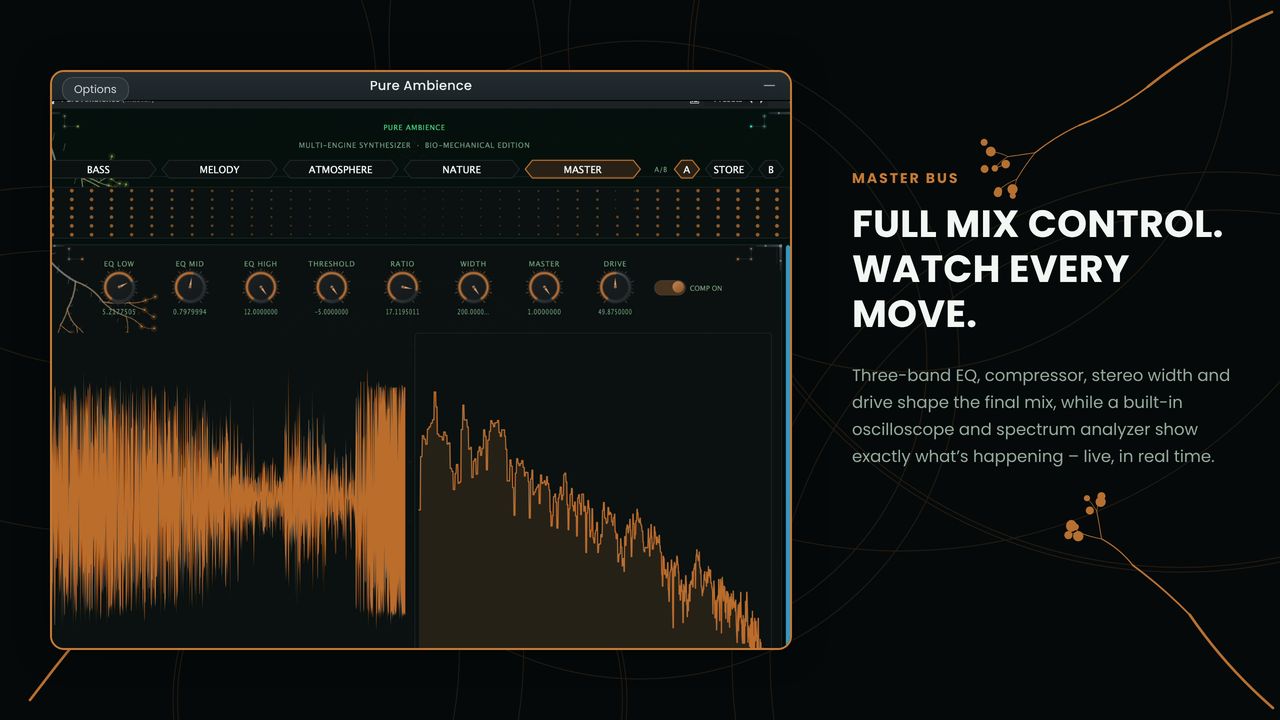 Options
Pure Ambience
PURE AMBIENCE
MULTI-ENGINE SYNTHESIZER · BIO-MECHANICAL EDITION
BASS MELODY ATMOSPHERE NATURE MASTER A/B A STORE B
EQ LOW EQ MID EQ HIGH THRESHOLD RATIO WIDTH MASTER DRIVE
COMP ON
0.7979994 12.0000000 -5.0000000 17.1195011 200.0000... 1.0000000 49.8750000
MASTER BUS
FULL MIX CONTROL.
WATCH EVERY
MOVE.
Three-band EQ, compressor, stereo width and
drive shape the final mix, while a built-in
oscilloscope and spectrum analyzer show
exactly what’s happening – live, in real time.